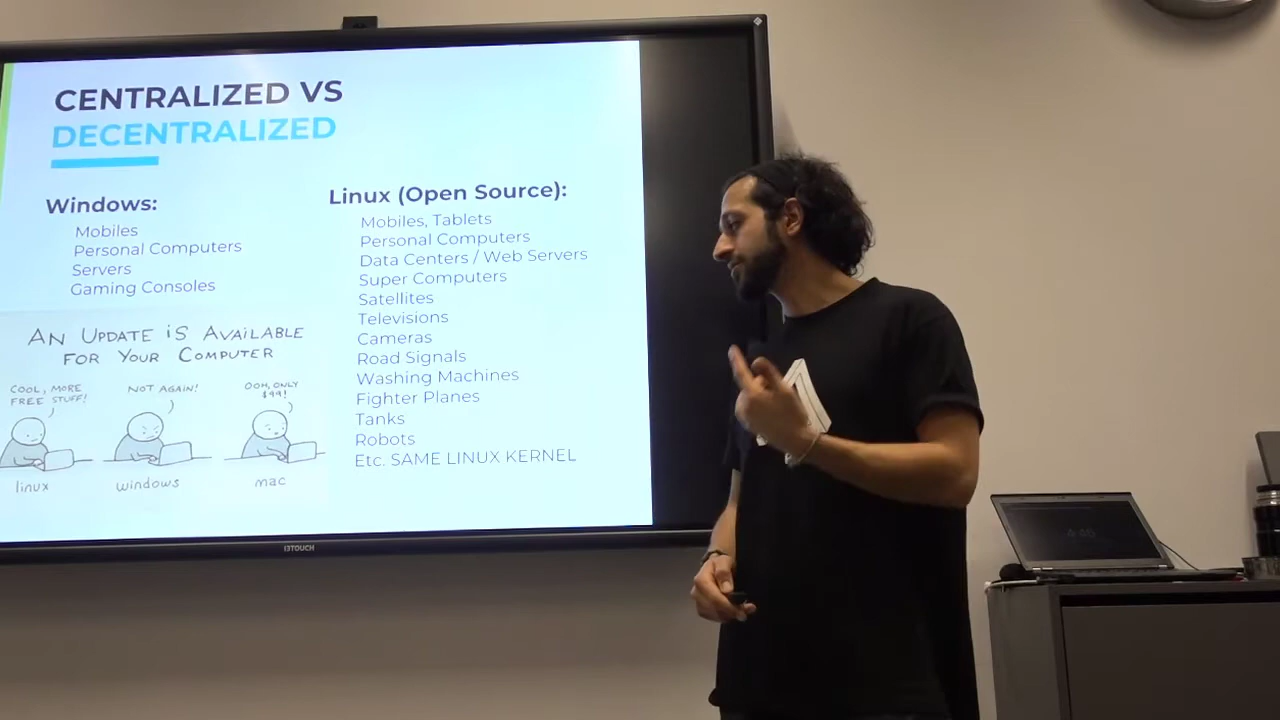 CENTRALIZED VS
DECENTRALIZED
Windows:
Mobiles
Personal Computers
Servers
Gaming Consoles
Linux (Open Source):
Mobiles, Tablets
Personal Computers
Data Centers / Web Servers
Super Computers
Satellites
Televisions
Cameras
Road Signals
Washing Machines
Fighter Planes
Tanks
Robots
Etc. SAME LINUX KERNEL
AN UPDATE IS AVAILABLE
FOR YOUR COMPUTER
COOL, MORE
FREE STUFF!
NOT AGAIN!
OOH, ONLY
$99!
linux
windows
mac
i3TOUCH
4:45